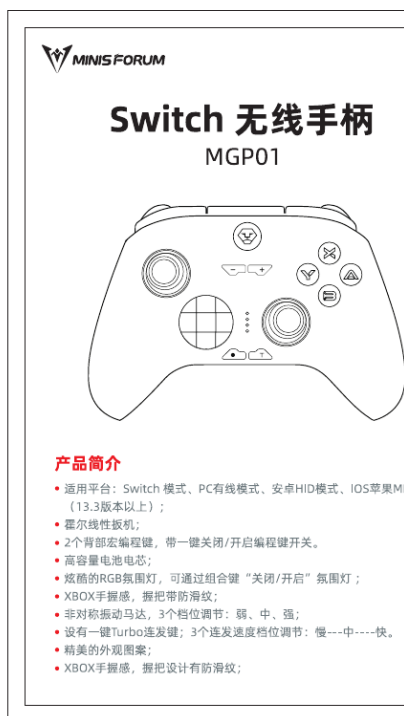 MINISFORUM
Switch 无线手柄
MGP01
X
Y
A
B
T
产品简介
• 适用平台：Switch 模式、PC有线模式、安卓HID模式、IOS苹果M
（13.3版本以上）；
• 霍尔线性扳机；
• 2个背部宏编程键，带一键关闭/开启编程键开关。
• 高容量电池电芯；
• 炫酷的RGB氛围灯，可通过组合键“关闭/开启”氛围灯；
• XBOX手握感，握把带防滑纹；
• 非对称振动马达，3个档位调节：弱、中、强；
• 设有一键Turbo连发键；3个连发速度档位调节：慢---中----快。
• 精美的外观图案；
• XBOX手握感，握把设计有防滑纹；